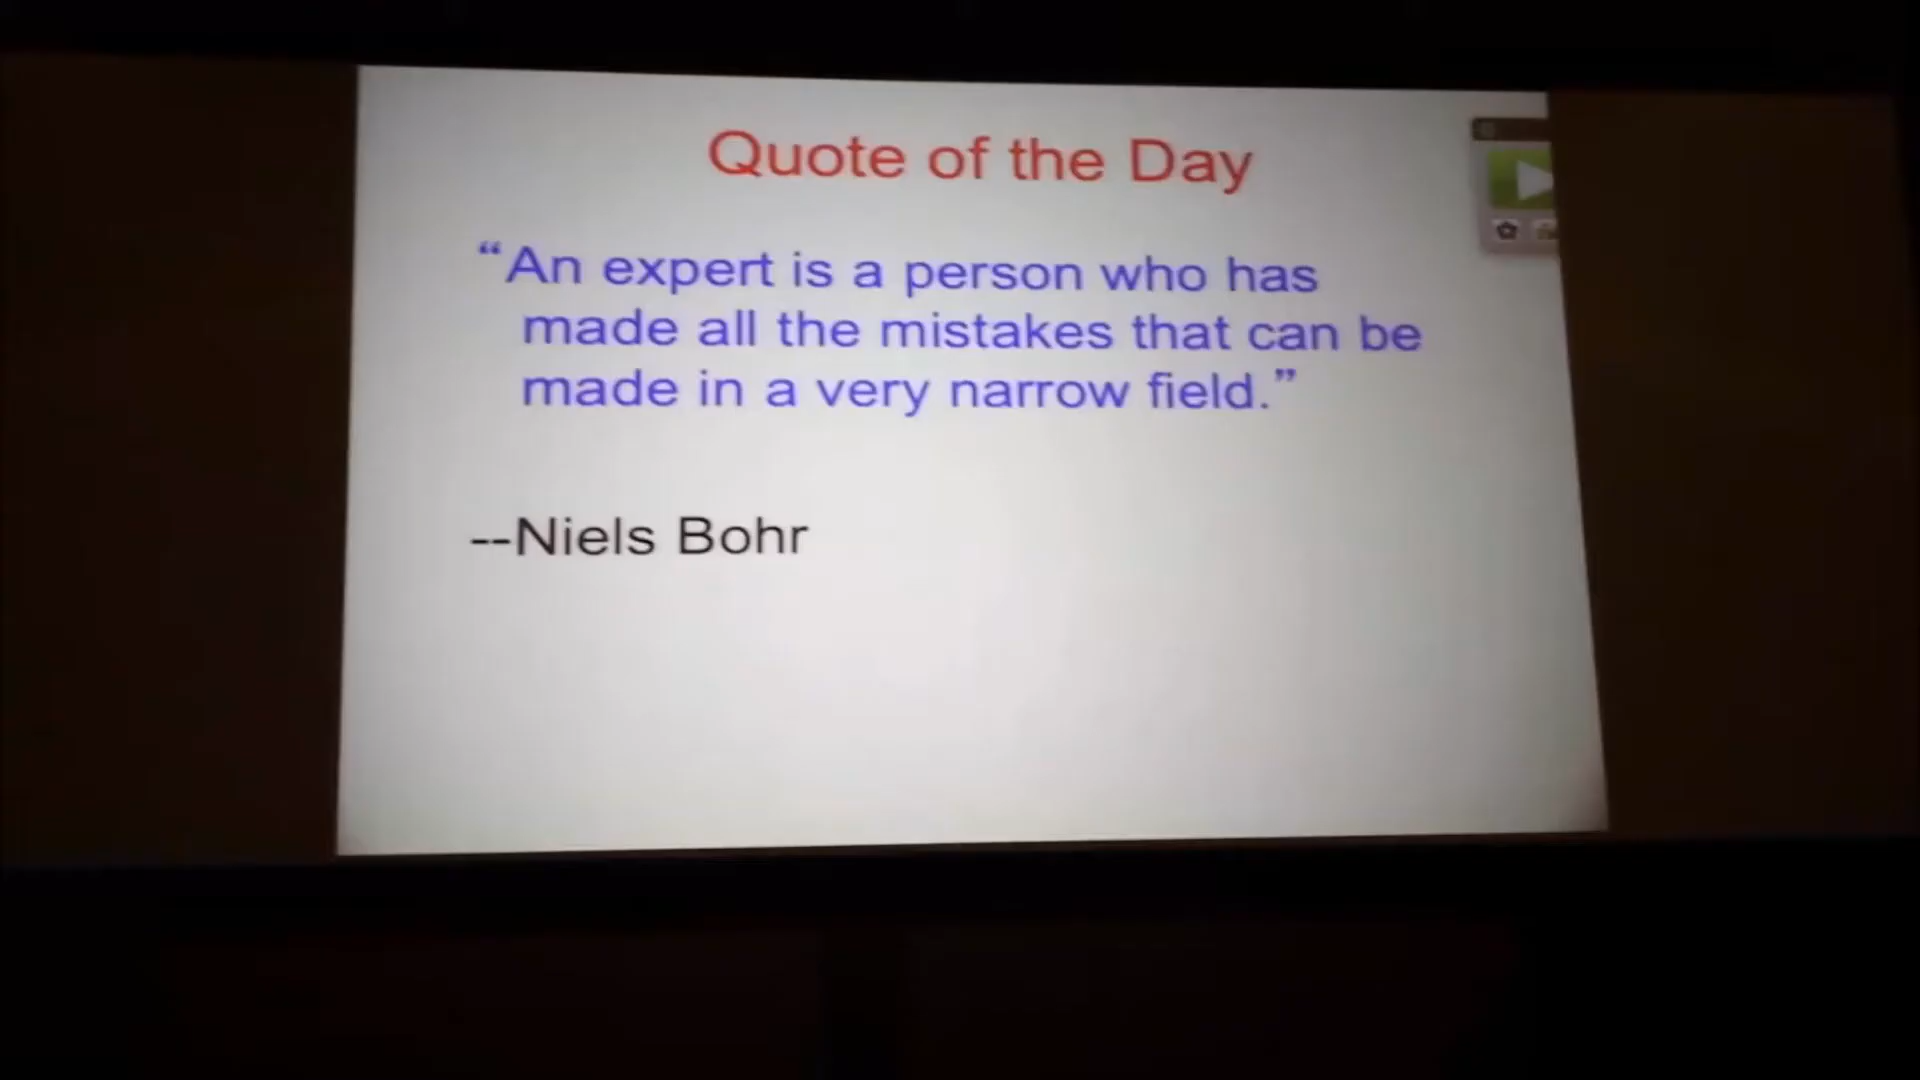 Quote of the Day
“An expert is a person who has
made all the mistakes that can be
made in a very narrow field.”
--Niels Bohr